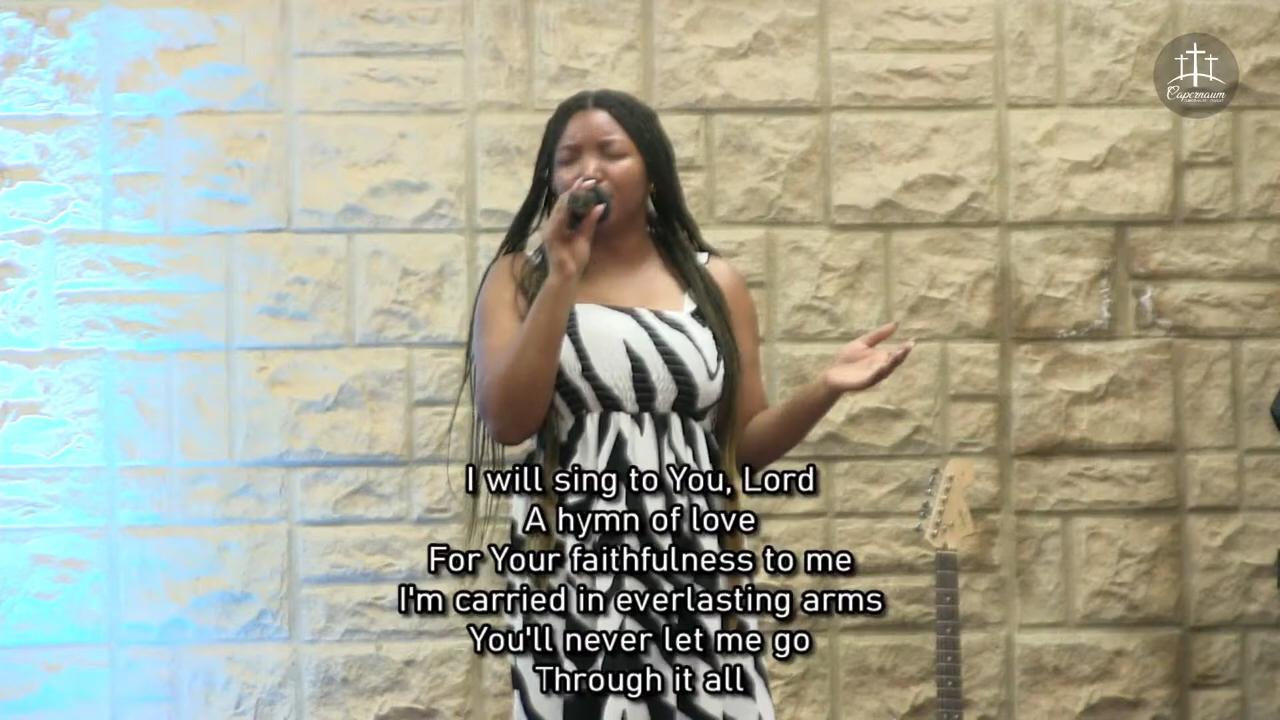 Capernaum
I will sing to You, Lord
A hymn of love
For Your faithfulness to me
I'm carried in everlasting arms
You'll never let me go
Through it all